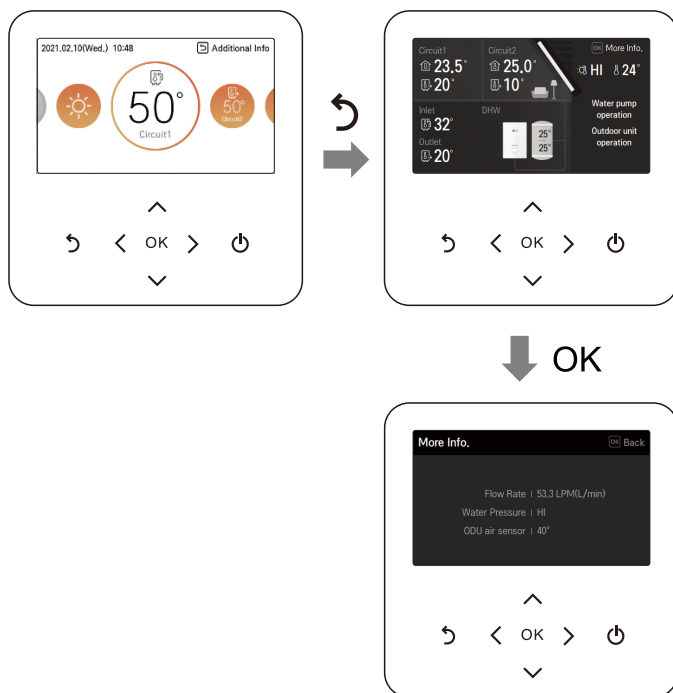 2021.02.10(Wed.) 10:48 Additional Info
50°
Circuit1
50°
Circuit2
OK
Circuit1
23.5°
20°
Circuit2
25.0°
10°
OK More Info.
HI 24°
Water pump
operation
Outdoor unit
operation
Inlet
32°
Outlet
20°
DHW
25°
25°
OK
OK
More Info. OK Back
Flow Rate | 53.3 LPM(L/min)
Water Pressure | HI
ODU air sensor | 40°
OK